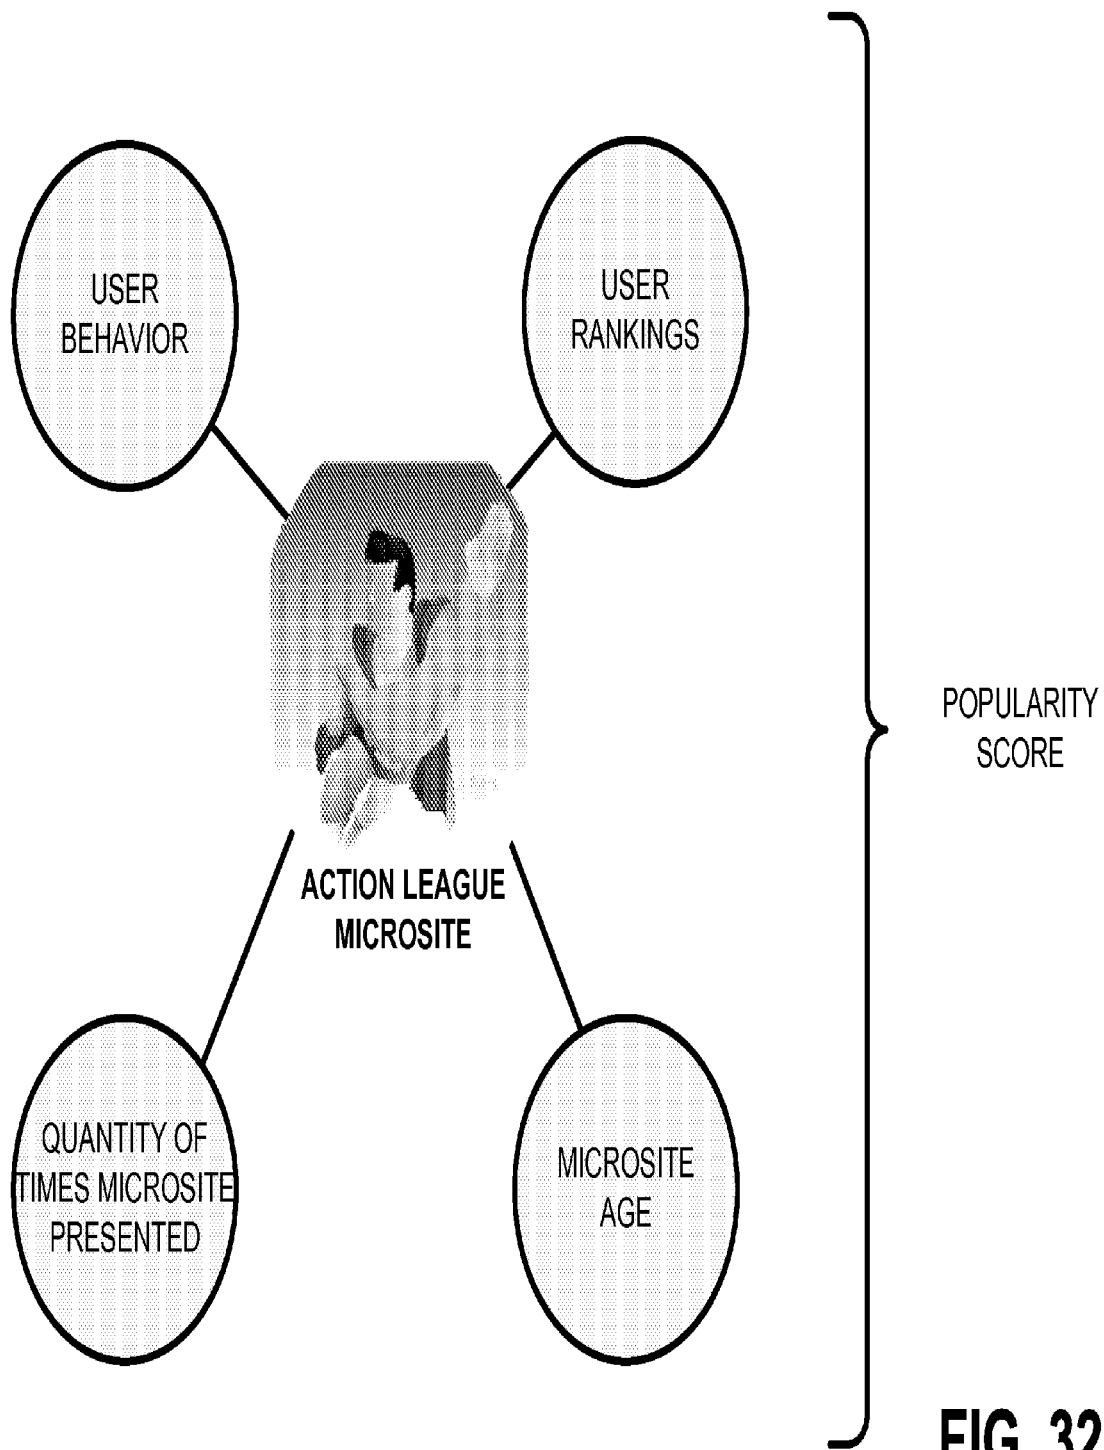 USER
BEHAVIOR
USER
RANKINGS
POPULARITY
SCORE
ACTION LEAGUE
MICROSITE
QUANTITY OF
TIMES MICROSITE
PRESENTED
MICROSITE
AGE
FIG. 32